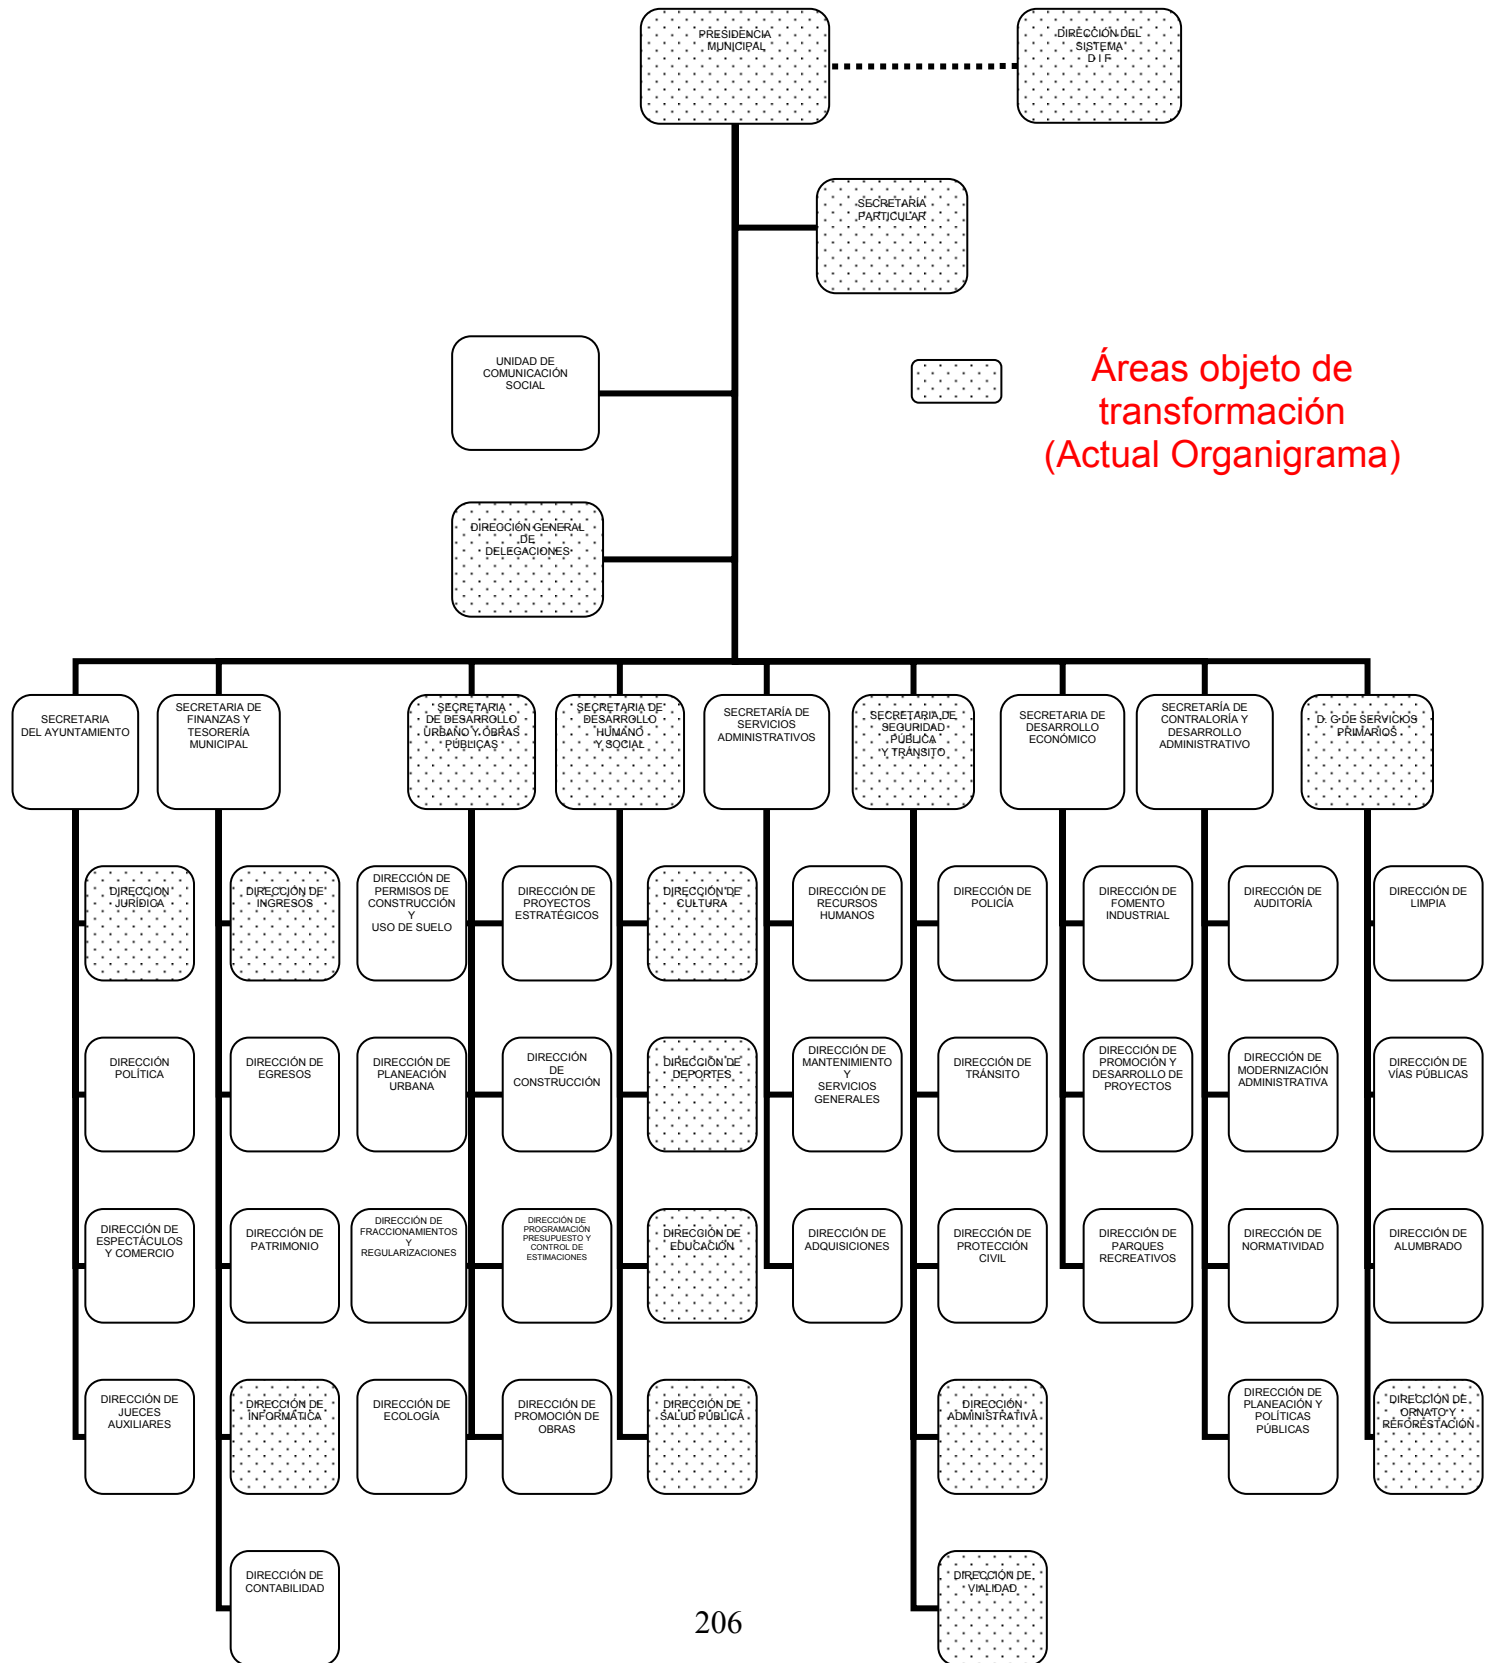 PRESIDENCIA
MUNICIPAL
DIRECCIÓN DEL
SISTEMA
D I F
SECRETARÍA
PARTICULAR
UNIDAD DE
COMUNICACIÓN
SOCIAL
Áreas objeto de
transformación
(Actual Organigrama)
DIRECCIÓN GENERAL
DE
DELEGACIONES
SECRETARIA
DEL AYUNTAMIENTO
SECRETARIA DE
FINANZAS Y
TESORERÍA
MUNICIPAL
SECRETARIA
DE DESARROLLO
URBANO Y OBRAS
PÚBLICAS
SECRETARIA DE
DESARROLLO
HUMANO
Y SOCIAL
SECRETARÍA DE
SERVICIOS
ADMINISTRATIVOS
SECRETARIA DE
SEGURIDAD
PÚBLICA
Y TRÁNSITO
SECRETARIA DE
DESARROLLO
ECONÓMICO
SECRETARÍA DE
CONTRALORÍA Y
DESARROLLO
ADMINISTRATIVO
D. G DE SERVICIOS
PRIMARIOS
DIRECCION
JURÍDICA
DIRECCIÓN DE
INGRESOS
DIRECCIÓN DE
PERMISOS DE
CONSTRUCCIÓN
Y
USO DE SUELO
DIRECCIÓN DE
PROYECTOS
ESTRATÉGICOS
DIRECCIÓN DE
CULTURA
DIRECCIÓN DE
RECURSOS
HUMANOS
DIRECCIÓN DE
POLICÍA
DIRECCIÓN DE
FOMENTO
INDUSTRIAL
DIRECCIÓN DE
AUDITORÍA
DIRECCIÓN DE
LIMPIA
DIRECCIÓN
POLÍTICA
DIRECCIÓN DE
EGRESOS
DIRECCIÓN DE
PLANEACIÓN
URBANA
DIRECCIÓN
DE
CONSTRUCCIÓN
DIRECCIÓN DE
DEPORTES
DIRECCIÓN DE
MANTENIMIENTO
Y
SERVICIOS
GENERALES
DIRECCIÓN DE
TRÁNSITO
DIRECCIÓN DE
PROMOCIÓN Y
DESARROLLO DE
PROYECTOS
DIRECCIÓN DE
MODERNIZACIÓN
ADMINISTRATIVA
DIRECCIÓN DE
VÍAS PÚBLICAS
DIRECCIÓN DE
ESPECTÁCULOS
Y COMERCIO
DIRECCIÓN DE
PATRIMONIO
DIRECCIÓN DE
FRACCIONAMIENTOS
Y
REGULARIZACIONES
DIRECCIÓN DE
PROGRAMACIÓN
PRESUPUESTO Y
CONTROL DE
ESTIMACIONES
DIRECCIÓN DE
EDUCACIÓN
DIRECCIÓN DE
ADQUISICIONES
DIRECCIÓN DE
PROTECCIÓN
CIVIL
DIRECCIÓN DE
PARQUES
RECREATIVOS
DIRECCIÓN DE
NORMATIVIDAD
DIRECCIÓN DE
ALUMBRADO
DIRECCIÓN DE
JUECES
AUXILIARES
DIRECCIÓN DE
INFORMÁTICA
DIRECCIÓN DE
ECOLOGÍA
DIRECCIÓN DE
PROMOCIÓN DE
OBRAS
DIRECCIÓN DE
SALUD PÚBLICA
DIRECCIÓN
ADMINISTRATIVA
DIRECCIÓN DE
PLANEACIÓN Y
POLÍTICAS
PÚBLICAS
DIRECCIÓN DE
ORNATO Y
REFORESTACIÓN
DIRECCIÓN DE
CONTABILIDAD
DIRECCIÓN DE
VIALIDAD
206